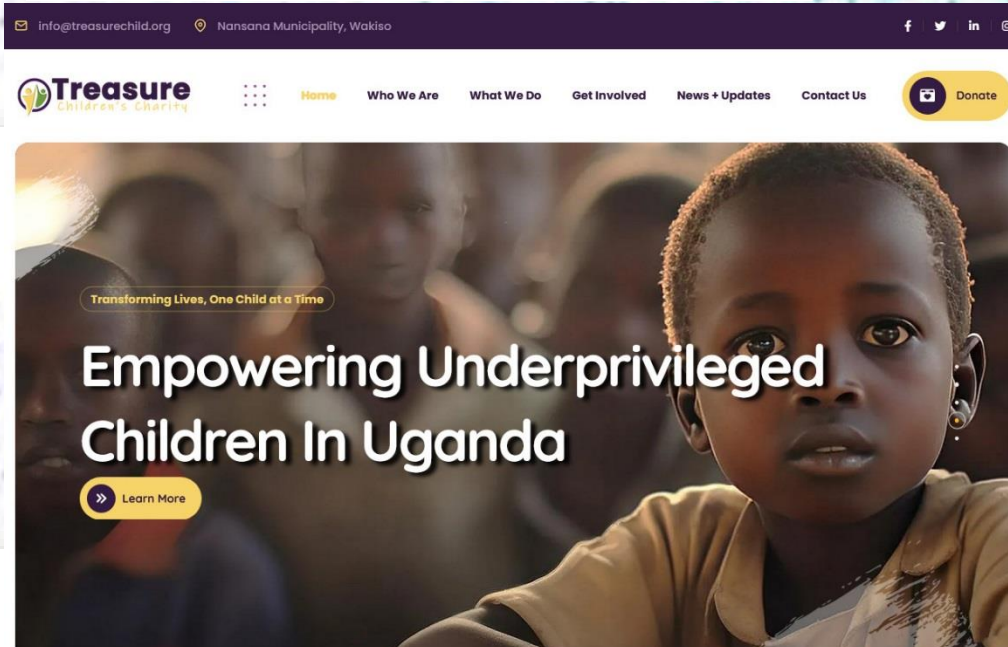 info@treasurechild.org Nansana Municipality, Wakiso
Treasure
Children's Charity
Home Who We Are What We Do Get Involved News + Updates Contact Us Donate
Transforming Lives, One Child at a Time
Empowering Underprivileged
Children In Uganda
Learn More